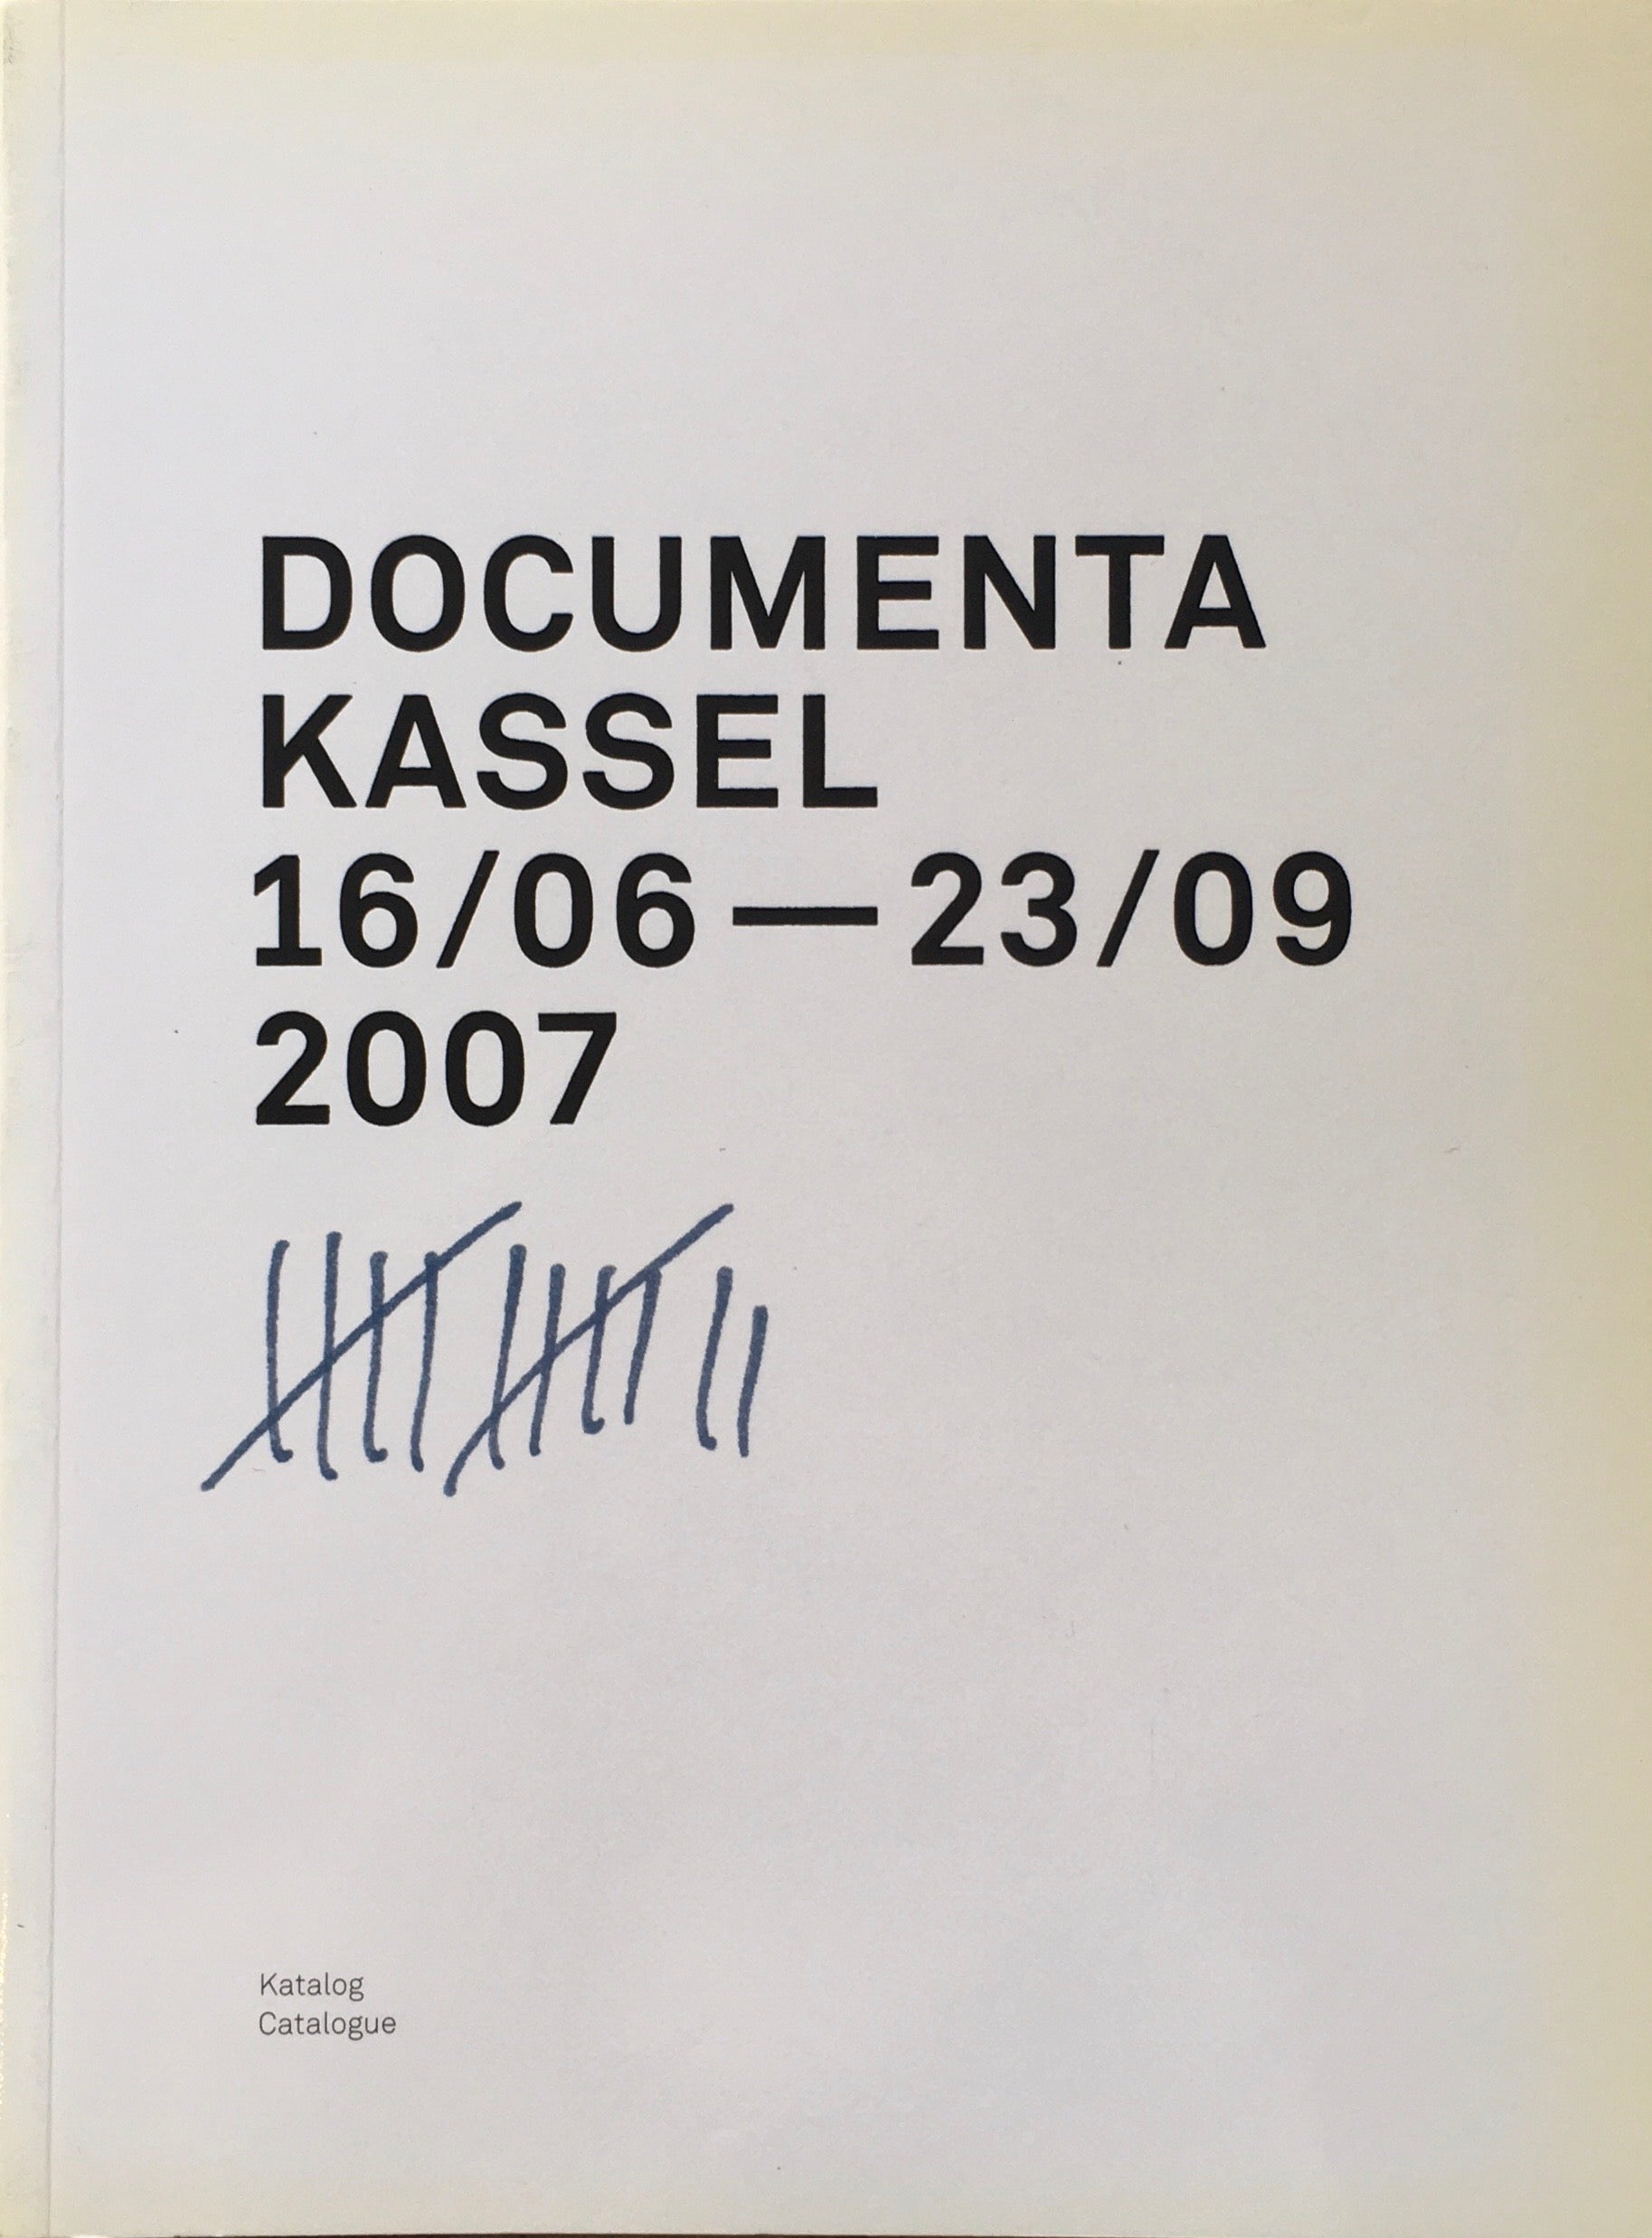 DOCUMENTA
KASSEL
16/06—23/09
2007
Katalog
Catalogue